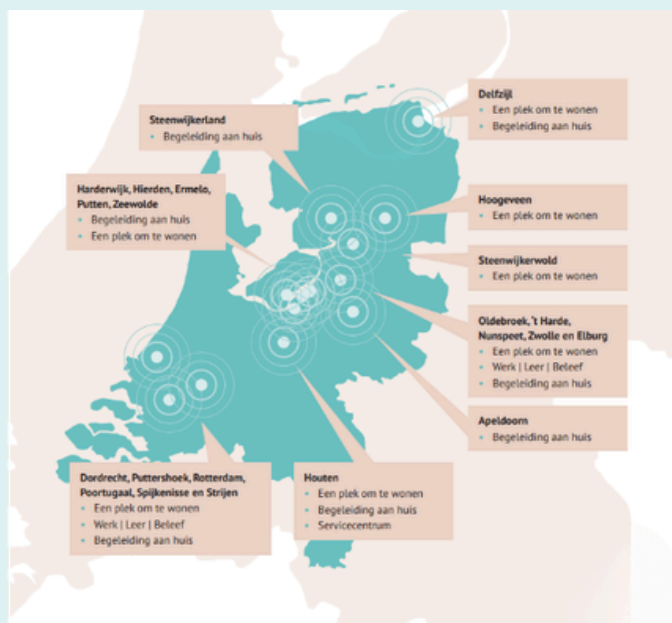 Delfzijl
Een plek om te wonen
Begeleiding aan huis
Steenwijkerland
Begeleiding aan huis
Harderwijk, Hierden, Ermelo,
Putten, Zeewolde
Begeleiding aan huis
Een plek om te wonen
Hoogeveen
Een plek om te wonen
Steenwijkerwold
Een plek om te wonen
Oldebroek, 't Harde,
Nunspeet, Zwolle en Elburg
Een plek om te wonen
Werk | Leer | Beleef
Begeleiding aan huis
Apeldoorn
Begeleiding aan huis
Dordrecht, Puttershoek, Rotterdam,
Poortugaal, Spijkenisse en Strijen
Een plek om te wonen
Werk | Leer | Beleef
Begeleiding aan huis
Houten
Een plek om te wonen
Begeleiding aan huis
Servicecentrum